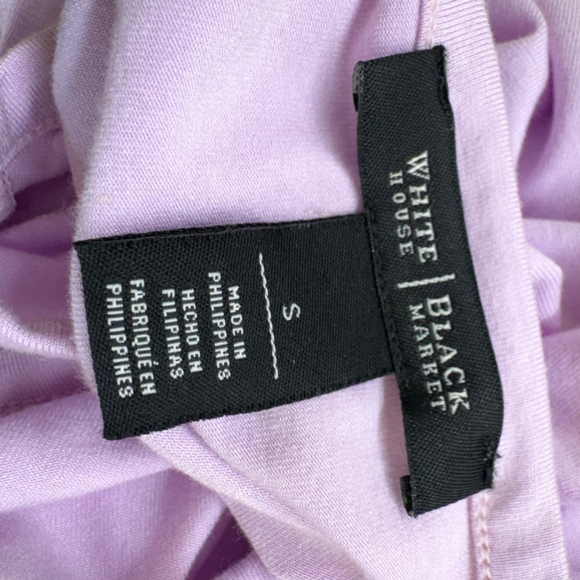 WHITE | BLACK
HOUSE MARKET
S
MADE IN
PHILIPPINES
HECHO EN
FILIPINAS
FABRIQUÉ EN
PHILIPPINES